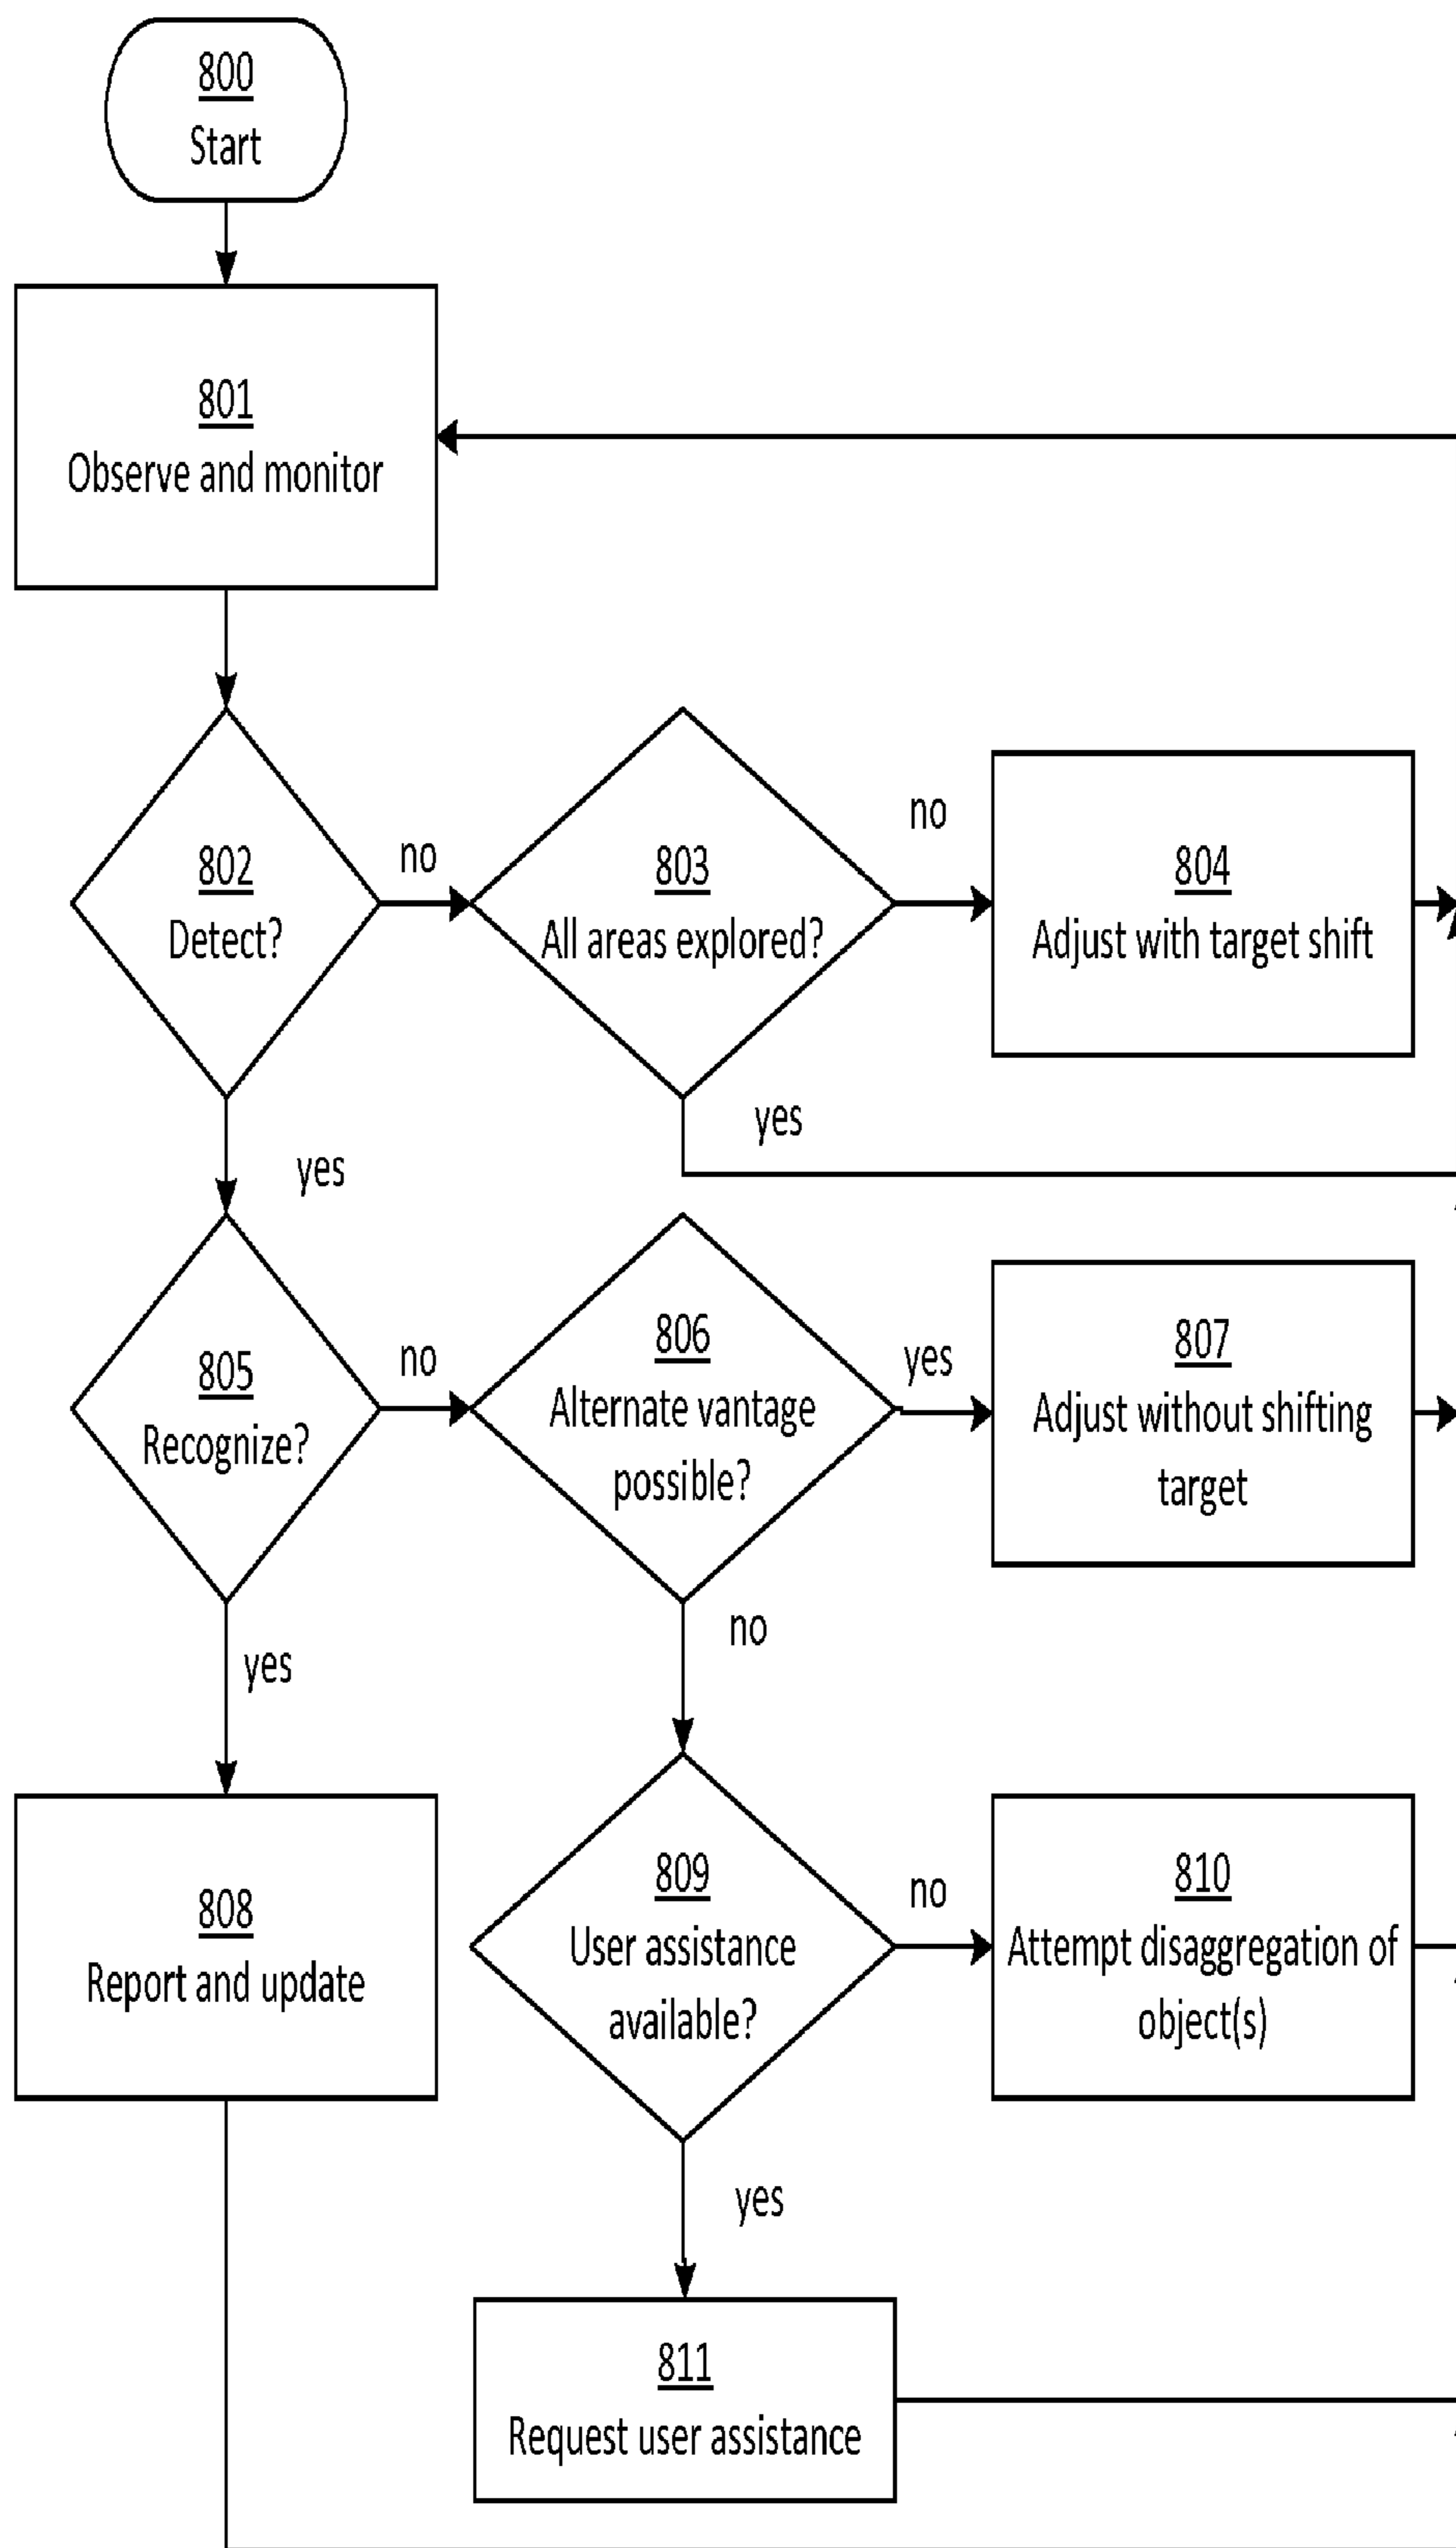 800
Start
801
Observe and monitor
802
Detect?
no
803
All areas explored?
no
804
Adjust with target shift
yes
yes
805
Recognize?
no
806
Alternate vantage
possible?
yes
807
Adjust without shifting
target
no
yes
808
Report and update
809
User assistance
available?
no
810
Attempt disaggregation of
object(s)
yes
811
Request user assistance